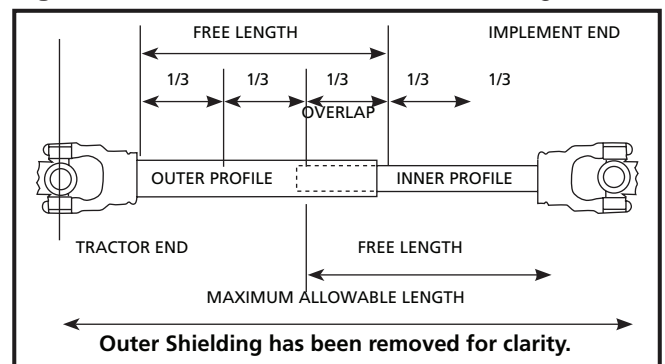 FREE LENGTH IMPLEMENT END
1/3 1/3 1/3 1/3 1/3
OVERLAP
OUTER PROFILE INNER PROFILE
TRACTOR END FREE LENGTH
MAXIMUM ALLOWABLE LENGTH
Outer Shielding has been removed for clarity.